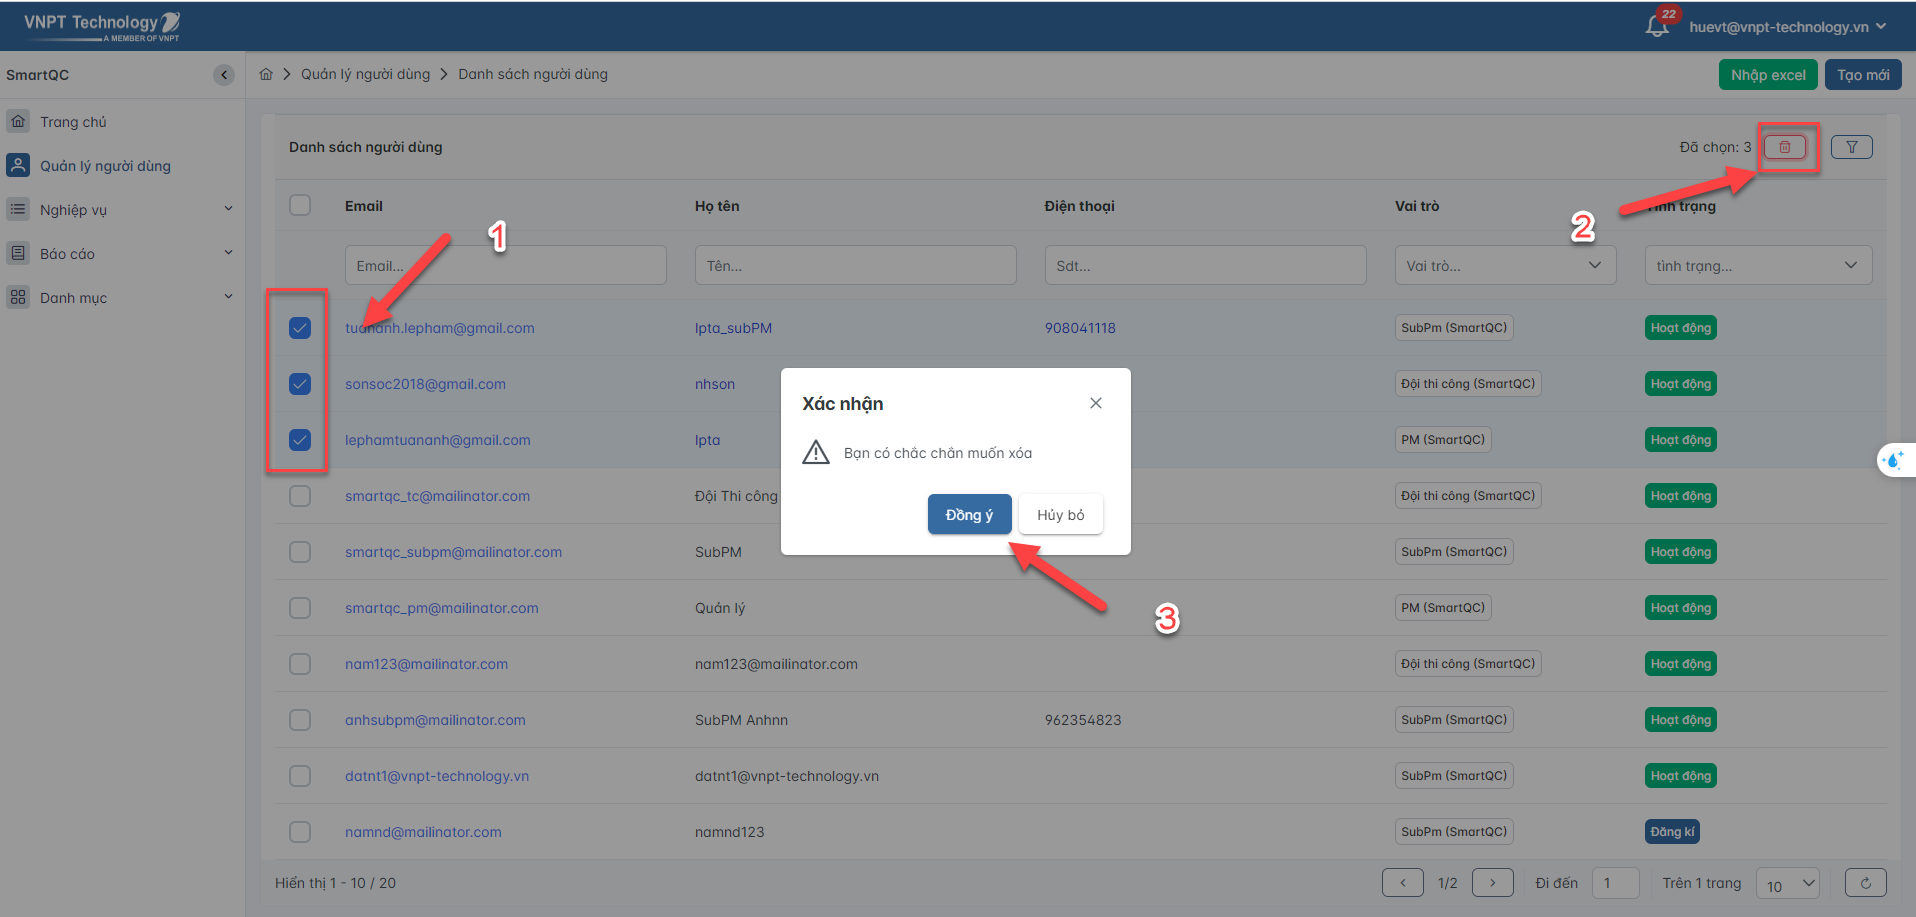 VNPT Technology
A MEMBER OF VNPT
22
huevt@vnpt-technology.vn
SmartQC
Quản lý người dùng
Danh sách người dùng
Nhập excel
Tạo mới
Trang chủ
Quản lý người dùng
Nghiệp vụ
Báo cáo
Danh mục
Danh sách người dùng
Đã chọn: 3
Email
Họ tên
Điện thoại
Vai trò
Tình trạng
1
2
Email...
Tên...
Sdt...
Vai trò...
tình trạng...
tuananh.lepham@gmail.com
lpta_subPM
908041118
SubPm (SmartQC)
Hoạt động
sonsoc2018@gmail.com
nhson
Đội thi công (SmartQC)
Hoạt động
lephamtuananh@gmail.com
lpta
PM (SmartQC)
Hoạt động
Xác nhận
Bạn có chắc chắn muốn xóa
Đồng ý
Hủy bỏ
3
smartqc_tc@mailinator.com
Đội Thi công
Đội thi công (SmartQC)
Hoạt động
smartqc_subpm@mailinator.com
SubPM
SubPm (SmartQC)
Hoạt động
smartqc_pm@mailinator.com
Quản lý
PM (SmartQC)
Hoạt động
nam123@mailinator.com
nam123@mailinator.com
Đội thi công (SmartQC)
Hoạt động
anhsubpm@mailinator.com
SubPM Anhnn
962354823
SubPm (SmartQC)
Hoạt động
datnt1@vnpt-technology.vn
datnt1@vnpt-technology.vn
SubPm (SmartQC)
Hoạt động
namnd@mailinator.com
namnd123
SubPm (SmartQC)
Đăng kí
Hiển thị 1 - 10 / 20
1/2
Đi đến
1
Trên 1 trang
10